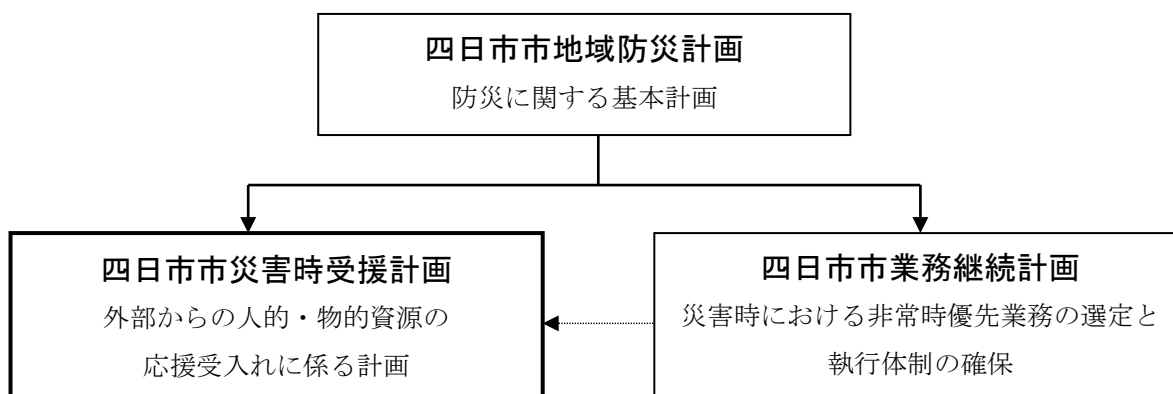 四日市市地域防災計画
防災に関する基本計画
四日市市災害時受援計画
外部からの人的・物的資源の
応援受入れに係る計画
四日市市業務継続計画
災害時における非常時優先業務の選定と
執行体制の確保